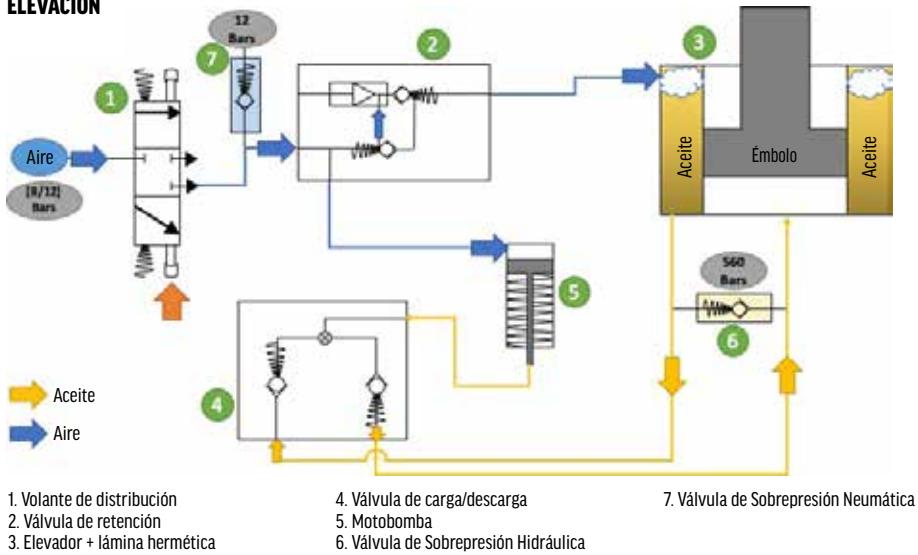 ELEVACIÓN
12
Bars
7
2
3
1
Aire
[8/12]
Bars
Aceite
Émbolo
Aceite
5
560
Bars
6
4
Aceite
Aire
1. Volante de distribución
2. Válvula de retención
3. Elevador + lámina hermética
4. Válvula de carga/descarga
5. Motobomba
6. Válvula de Sobrepresión Hidráulica
7. Válvula de Sobrepresión Neumática